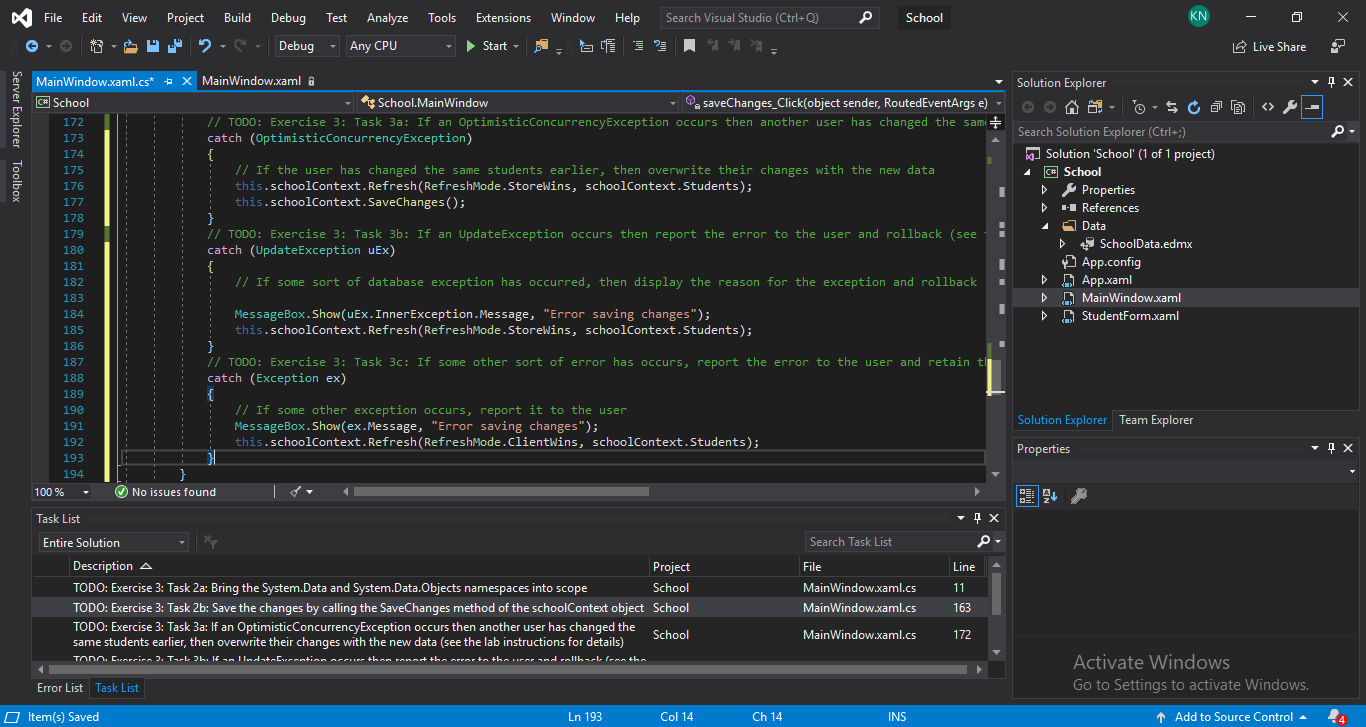 File Edit View Project Build Debug Test Analyze Tools Extensions Window Help Search Visual Studio (Ctrl+Q) School KN
Debug Any CPU Start Live Share
Server Explorer
Toolbox
MainWindow.xaml.cs* MainWindow.xaml
School School.MainWindow saveChanges_Click(object sender, RoutedEventArgs e)
172 // TODO: Exercise 3: Task 3a: If an OptimisticConcurrencyException occurs then another user has changed the same
173 catch (OptimisticConcurrencyException)
174 {
175 // If the user has changed the same students earlier, then overwrite their changes with the new data
176 this.schoolContext.Refresh(RefreshMode.StoreWins, schoolContext.Students);
177 this.schoolContext.SaveChanges();
178 }
179 // TODO: Exercise 3: Task 3b: If an UpdateException occurs then report the error to the user and rollback (see
180 catch (UpdateException uEx)
181 {
182 // If some sort of database exception has occurred, then display the reason for the exception and rollback
183
184 MessageBox.Show(uEx.InnerException.Message, "Error saving changes");
185 this.schoolContext.Refresh(RefreshMode.StoreWins, schoolContext.Students);
186 }
187 // TODO: Exercise 3: Task 3c: If some other sort of error has occurs, report the error to the user and retain
188 catch (Exception ex)
189 {
190 // If some other exception occurs, report it to the user
191 MessageBox.Show(ex.Message, "Error saving changes");
192 this.schoolContext.Refresh(RefreshMode.ClientWins, schoolContext.Students);
193 }
194 }
100 % No issues found
Task List
Entire Solution Search Task List
Description Project File Line
TODO: Exercise 3: Task 2a: Bring the System.Data and System.Data.Objects namespaces into scope School MainWindow.xaml.cs 11
TODO: Exercise 3: Task 2b: Save the changes by calling the SaveChanges method of the schoolContext object School MainWindow.xaml.cs 163
TODO: Exercise 3: Task 3a: If an OptimisticConcurrencyException occurs then another user has changed the
same students earlier, then overwrite their changes with the new data (see the lab instructions for details) School MainWindow.xaml.cs 172
TODO: Exercise 3: Task 3b: If an UpdateException occurs then report the error to the user and rollback (see the
Error List Task List
Solution Explorer
Search Solution Explorer (Ctrl+;)
Solution 'School' (1 of 1 project)
School
Properties
References
Data
SchoolData.edmx
App.config
App.xaml
MainWindow.xaml
StudentForm.xaml
Solution Explorer Team Explorer
Properties
Activate Windows
Go to Settings to activate Windows.
Item(s) Saved Ln 193 Col 14 Ch 14 INS Add to Source Control 4